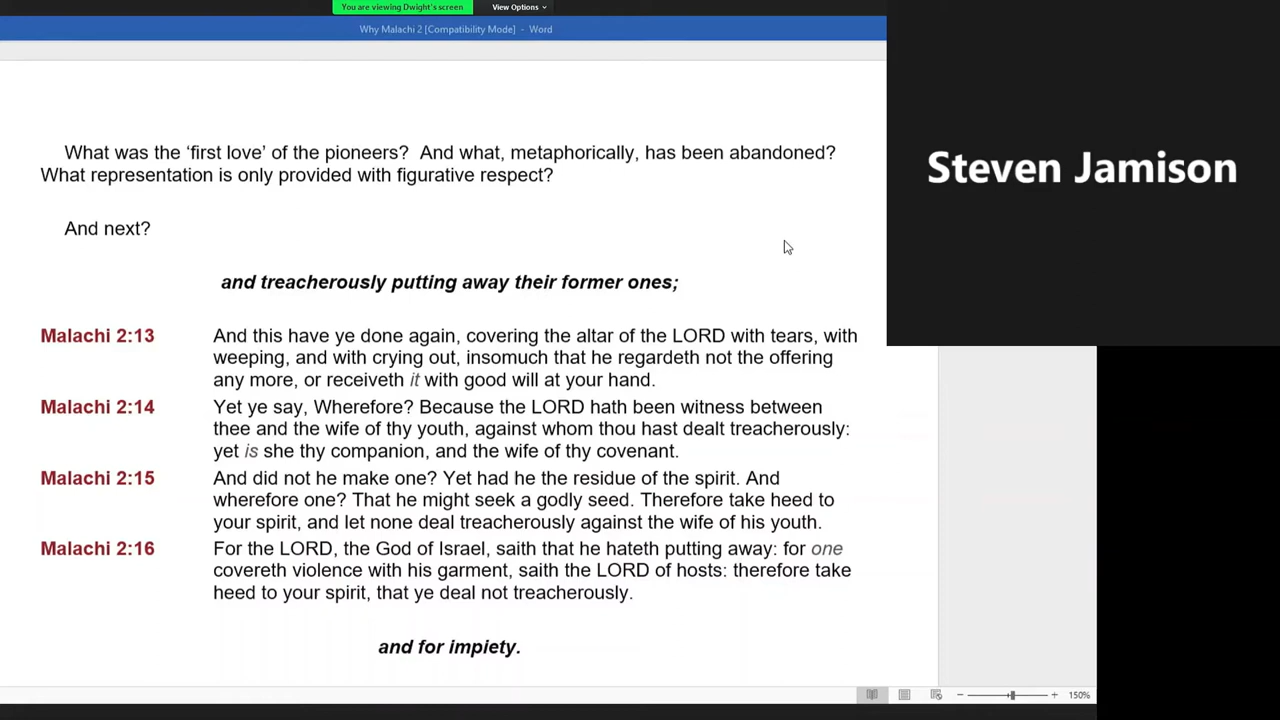 You are viewing Dwight's screen
View Options
Why Malachi 2 [Compatibility Mode] - Word
What was the ‘first love’ of the pioneers? And what, metaphorically, has been abandoned?
What representation is only provided with figurative respect?
And next?
and treacherously putting away their former ones;
Malachi 2:13 And this have ye done again, covering the altar of the LORD with tears, with
weeping, and with crying out, insomuch that he regardeth not the offering
any more, or receiveth it with good will at your hand.
Malachi 2:14 Yet ye say, Wherefore? Because the LORD hath been witness between
thee and the wife of thy youth, against whom thou hast dealt treacherously:
yet is she thy companion, and the wife of thy covenant.
Malachi 2:15 And did not he make one? Yet had he the residue of the spirit. And
wherefore one? That he might seek a godly seed. Therefore take heed to
your spirit, and let none deal treacherously against the wife of his youth.
Malachi 2:16 For the LORD, the God of Israel, saith that he hateth putting away: for one
covereth violence with his garment, saith the LORD of hosts: therefore take
heed to your spirit, that ye deal not treacherously.
and for impiety.
Steven Jamison
150%